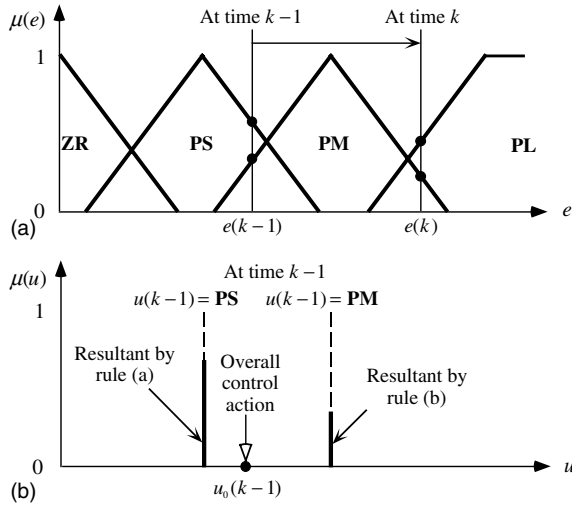 μ(e)
At time k−1
At time k
1
ZR
PS
PM
PL
0
e(k−1)
e(k)
e
(a)
μ(u)
At time k−1
1
u(k−1) = PS
u(k−1) = PM
Resultant by
rule (a)
Overall
control
action
Resultant by
rule (b)
0
u₀(k−1)
u
(b)